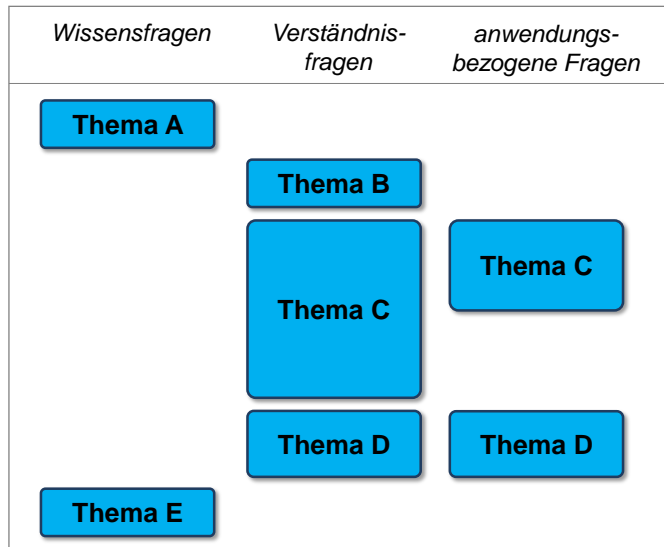 Wissensfragen
Verständnis-
fragen
anwendungs-
bezogene Fragen
Thema A
Thema B
Thema C
Thema C
Thema D
Thema D
Thema E